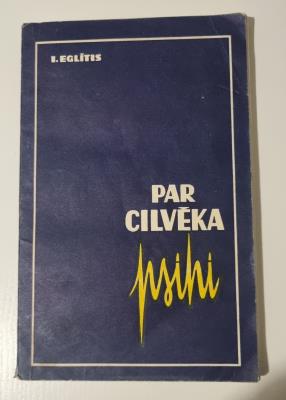 I. EGLĪTIS
PAR
CILVĒKA
psihi